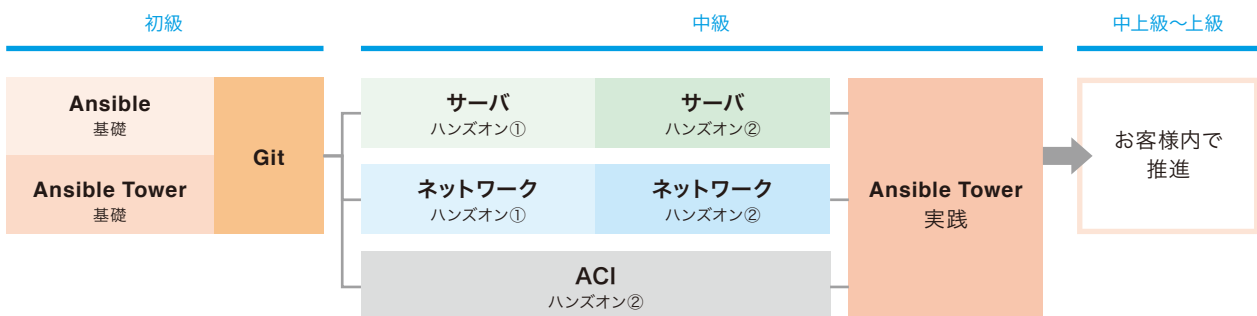 初級
中級
中上級～上級
Ansible
基礎
Ansible Tower
基礎
Git
サーバ
ハンズオン①
サーバ
ハンズオン②
ネットワーク
ハンズオン①
ネットワーク
ハンズオン②
ACI
ハンズオン②
Ansible Tower
実践
お客様内で
推進